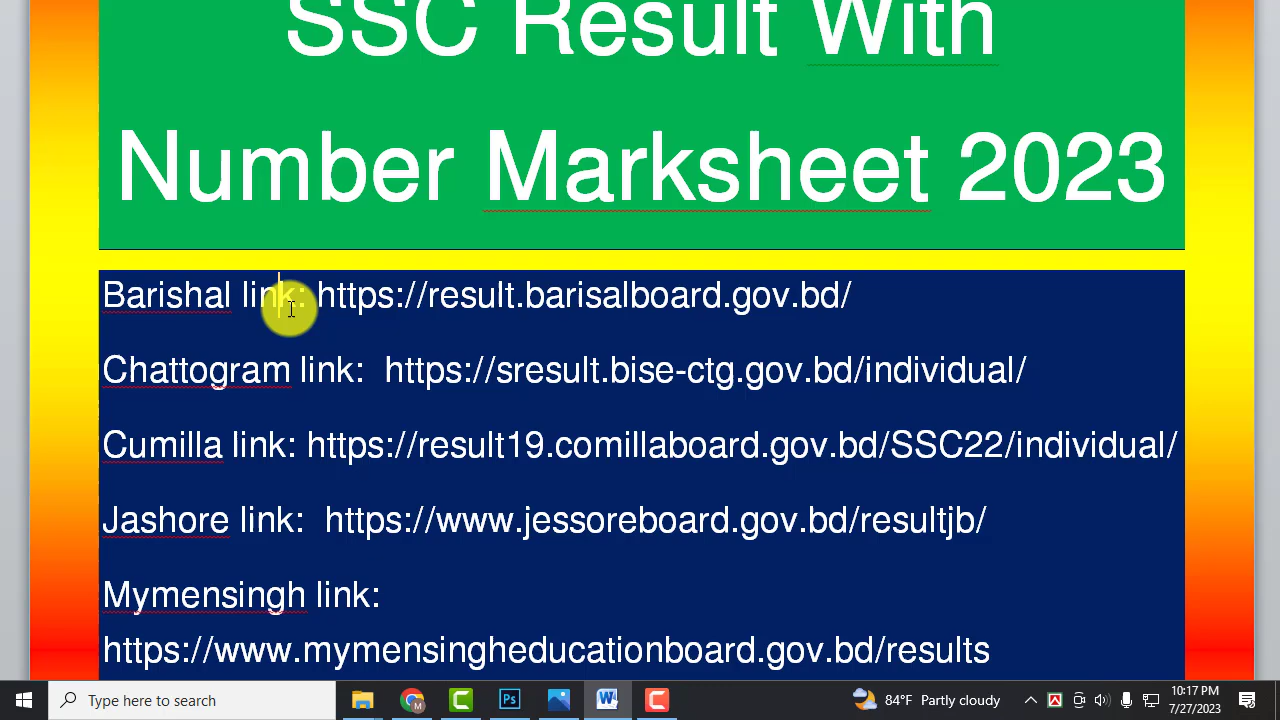 SSC Result With
Number Marksheet 2023
Barishal link: https://result.barisalboard.gov.bd/
Chattogram link: https://sresult.bise-ctg.gov.bd/individual/
Cumilla link: https://result19.comillaboard.gov.bd/SSC22/individual/
Jashore link: https://www.jessoreboard.gov.bd/resultjb/
Mymensingh link:
https://www.mymensingheducationboard.gov.bd/results
Type here to search
84°F Partly cloudy
10:17 PM
7/27/2023